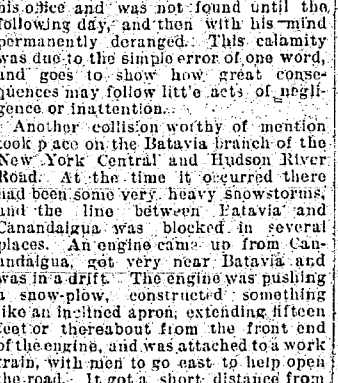 his office and was not found until the
following day, and then with his mind
permanently deranged. This calamity
was due to the simple error of one word,
and goes to show how great conse-
quences may follow litt'e acts of negli-
gence or inattention.
Another collision worthy of mention
took p ace on the Batavia branch of the
New York Central and Hudson River
Road. At the time it occurred there
had been some very heavy snowstorms,
and the line between Batavia and
Canandaigua was blocked in several
places. An engine came up from Can-
andaigua, got very near Batavia and
was in a drift. The engine was pushing
a snow-plow, constructed something
like an inclined apron, extending fifteen
feet or thereabout from the front end
of the engine, and was attached to a work
train, with men to go east to help open
the road. It got a short distance from